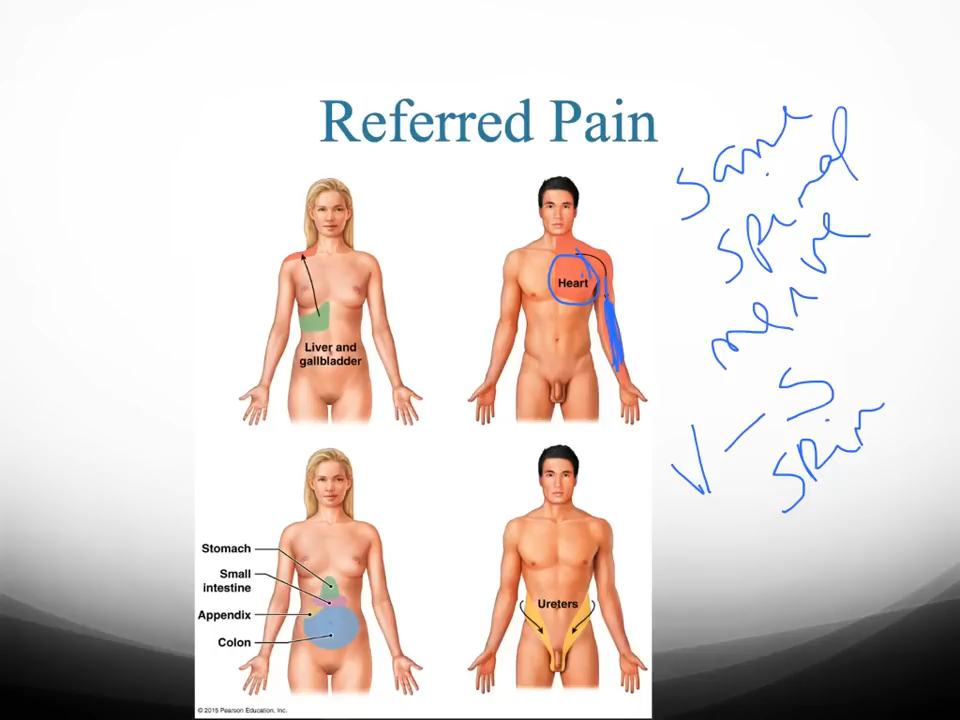 Referred Pain
Heart
Liver and
gallbladder
Stomach
Small
intestine
Appendix
Colon
Ureters
© 2015 Pearson Education, Inc.
same
spinal
nerve
V – S